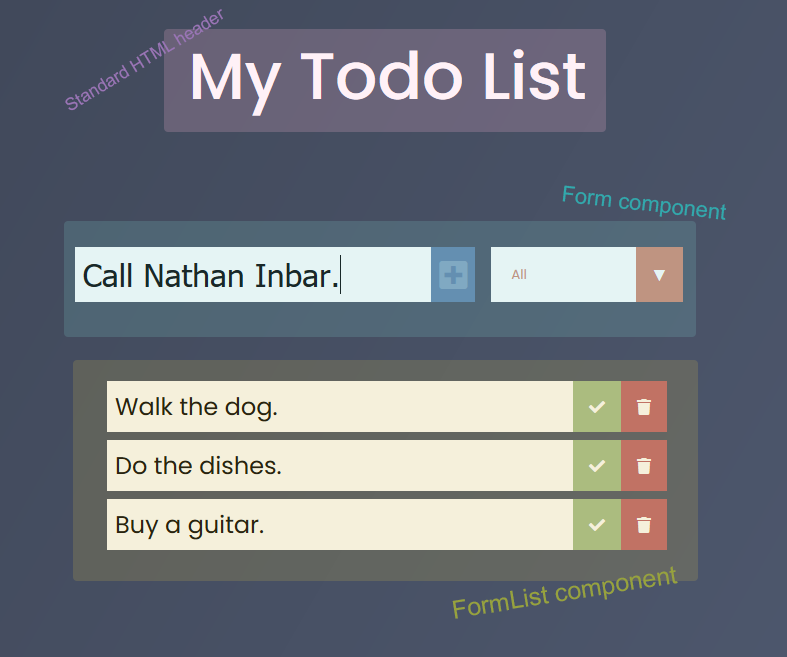 Standard HTML header
My Todo List
Form component
Call Nathan Inbar.
All
Walk the dog.
Do the dishes.
Buy a guitar.
FormList component